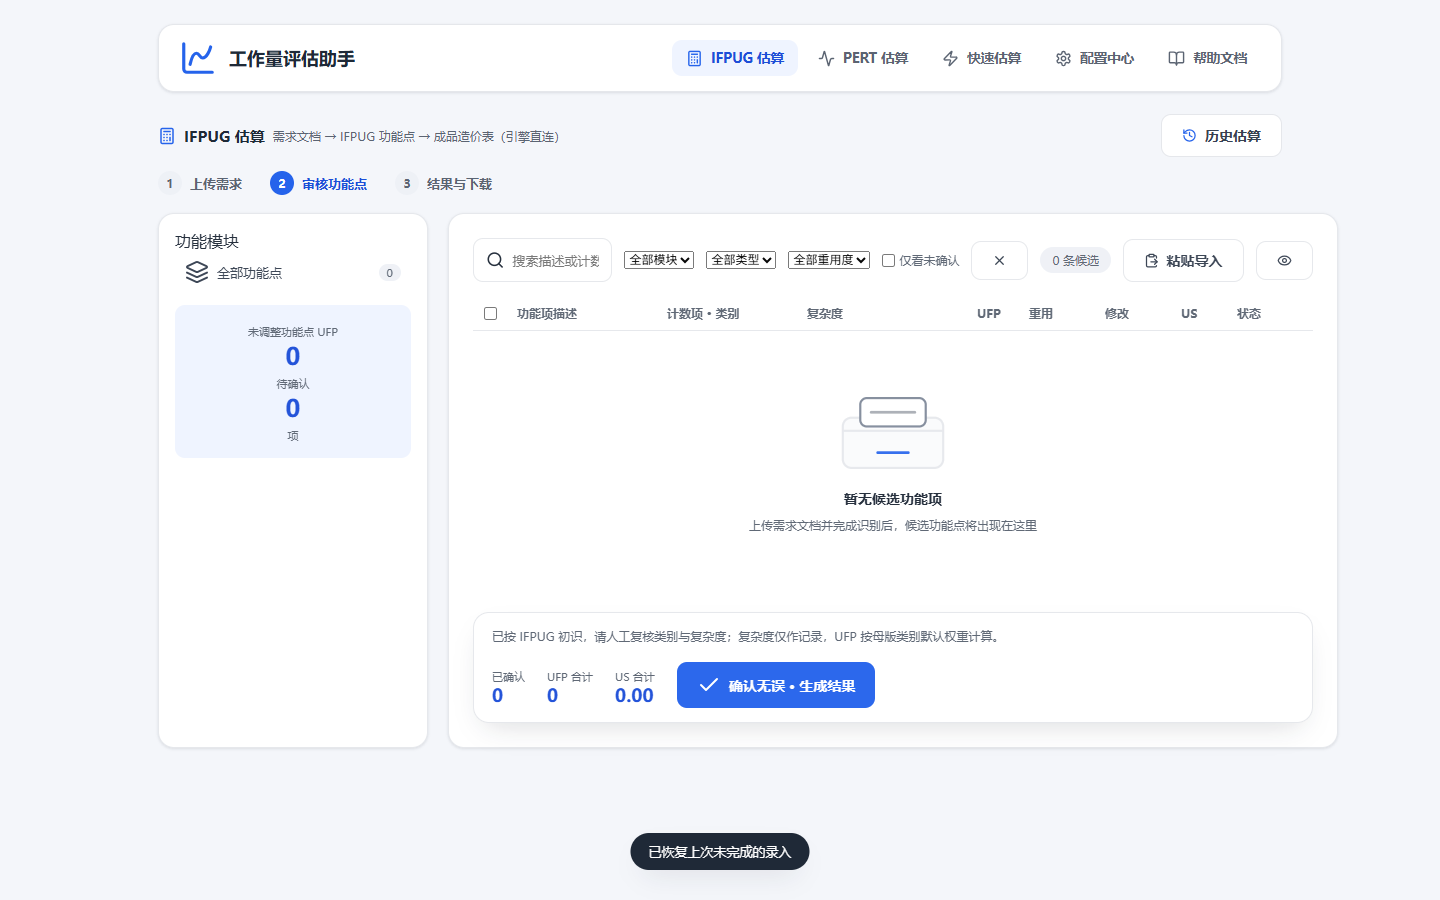 工作量评估助手
IFPUG 估算
PERT 估算
快速估算
配置中心
帮助文档
IFPUG 估算 需求文档 → IFPUG 功能点 → 成品造价表（引擎直连）
历史估算
1 上传需求
2 审核功能点
3 结果与下载
功能模块
全部功能点 0
未调整功能点 UFP
0
待确认
0
项
搜索描述或计数
全部模块
全部类型
全部重用度
仅看未确认
0 条候选
粘贴导入
功能项描述 计数项 • 类别 复杂度 UFP 重用 修改 US 状态
暂无候选功能项
上传需求文档并完成识别后，候选功能点将出现在这里
已按 IFPUG 初识，请人工复核类别与复杂度；复杂度仅作记录，UFP 按母版类别默认权重计算。
已确认 UFP 合计 US 合计
0 0 0.00
确认无误 • 生成结果
已恢复上次未完成的录入